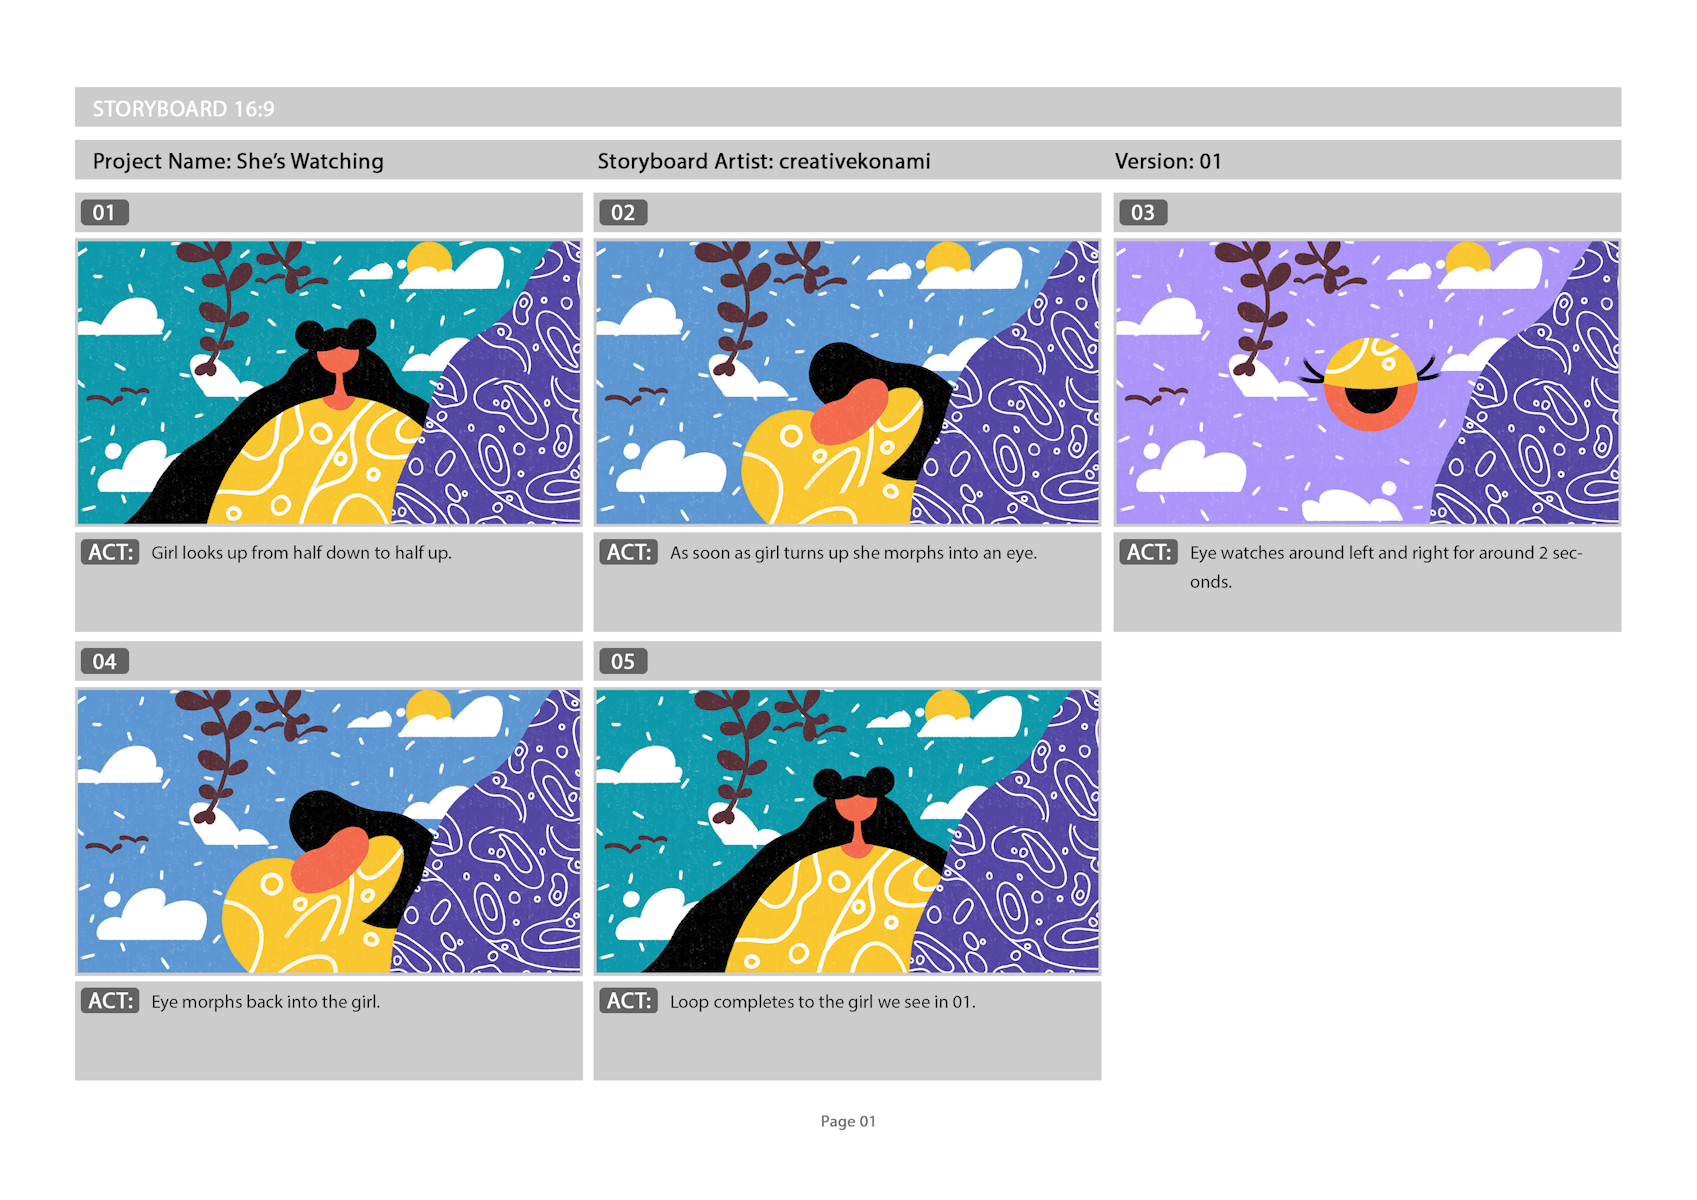 STORYBOARD 16:9
Project Name: She’s Watching
Storyboard Artist: creativekonami
Version: 01
01
02
03
ACT: Girl looks up from half down to half up.
ACT: As soon as girl turns up she morphs into an eye.
ACT: Eye watches around left and right for around 2 sec-
onds.
04
05
ACT: Eye morphs back into the girl.
ACT: Loop completes to the girl we see in 01.
Page 01